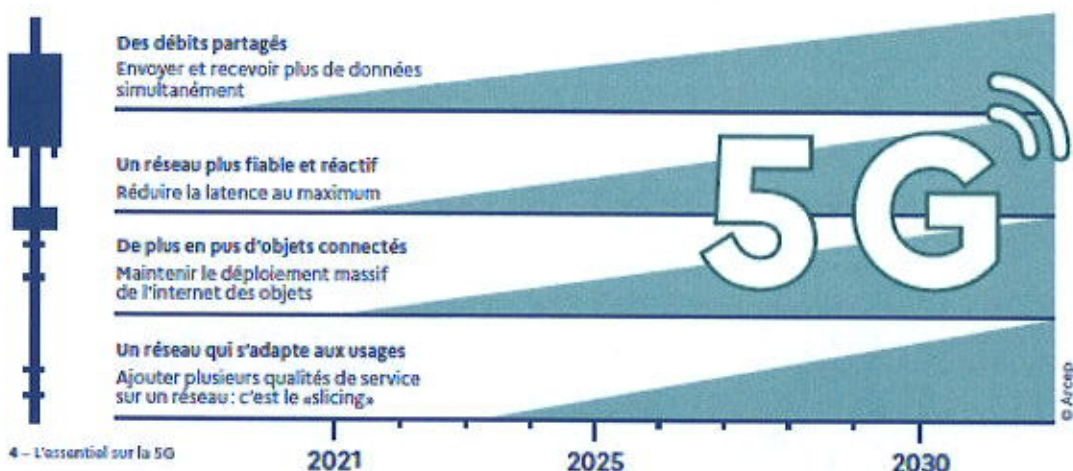 Des débits partagés
Envoyer et recevoir plus de données
simultanément
Un réseau plus fiable et réactif
Réduire la latence au maximum
5G
De plus en pus d'objets connectés
Maintenir le déploiement massif
de l'internet des objets
Un réseau qui s'adapte aux usages
Ajouter plusieurs qualités de service
sur un réseau : c'est le «slicing»
© Arcep
4 – L'essentiel sur la 5G
2021 2025 2030